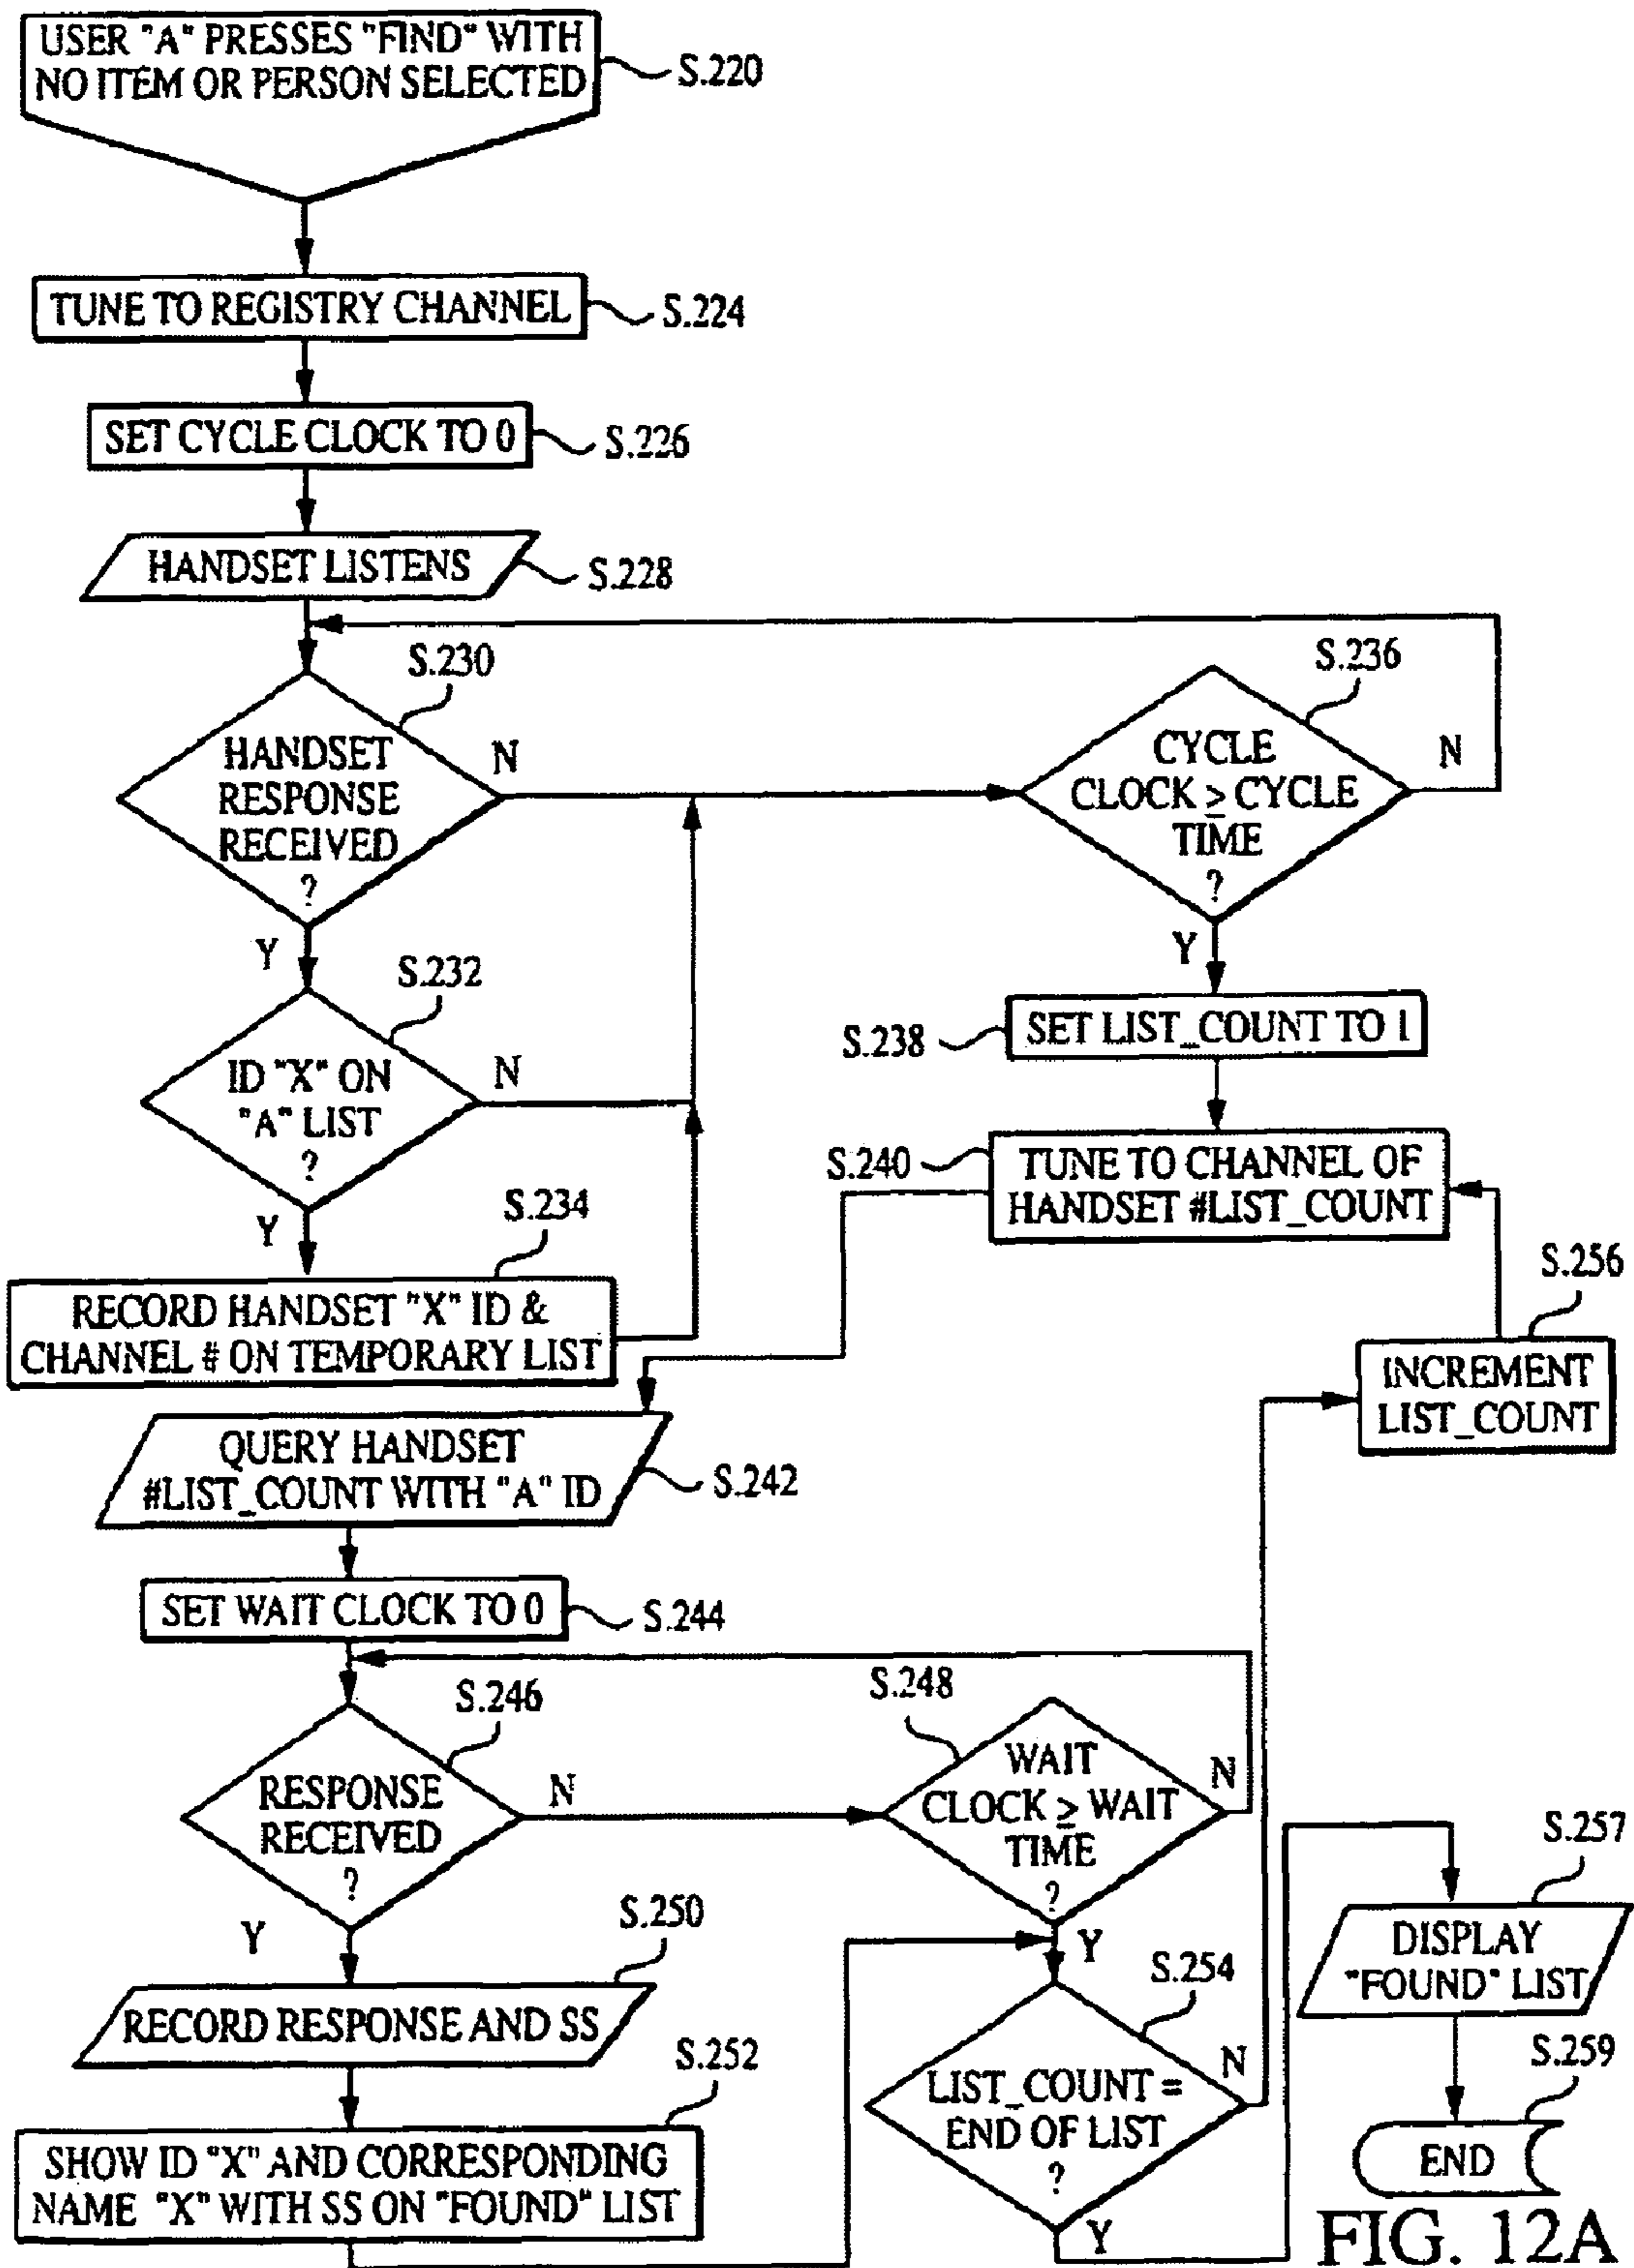 USER "A" PRESSES "FIND" WITH
NO ITEM OR PERSON SELECTED
S.220
TUNE TO REGISTRY CHANNEL
S.224
SET CYCLE CLOCK TO 0
S.226
HANDSET LISTENS
S.228
S.230
HANDSET
RESPONSE
RECEIVED
?
N
Y
S.236
CYCLE
CLOCK ≥ CYCLE
TIME
?
N
Y
S.232
ID "X" ON
"A" LIST
?
N
Y
S.238
SET LIST_COUNT TO 1
S.240
TUNE TO CHANNEL OF
HANDSET #LIST_COUNT
S.234
RECORD HANDSET "X" ID &
CHANNEL # ON TEMPORARY LIST
S.256
INCREMENT
LIST_COUNT
QUERY HANDSET
#LIST_COUNT WITH "A" ID
S.242
SET WAIT CLOCK TO 0
S.244
S.246
RESPONSE
RECEIVED
?
N
Y
S.248
WAIT
CLOCK ≥ WAIT
TIME
?
N
Y
S.250
RECORD RESPONSE AND SS
S.252
SHOW ID "X" AND CORRESPONDING
NAME "X" WITH SS ON "FOUND" LIST
S.254
LIST_COUNT =
END OF LIST
?
N
Y
S.257
DISPLAY
"FOUND" LIST
S.259
END
FIG. 12A